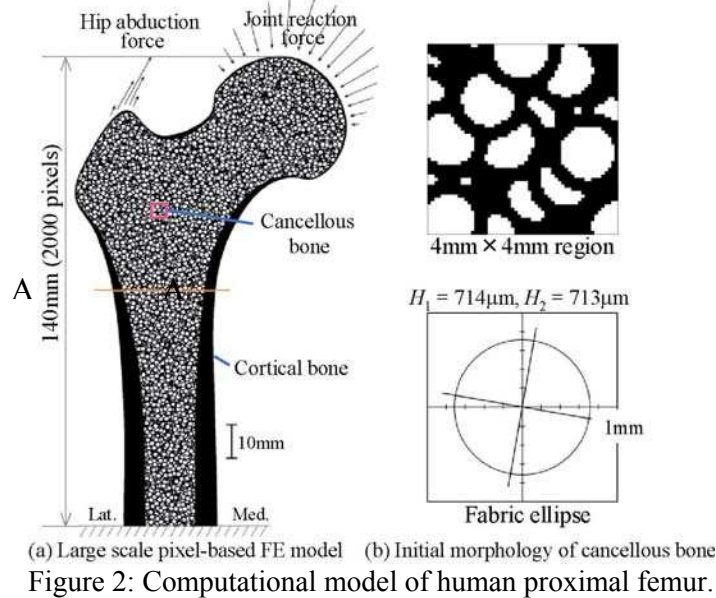 Hip abduction
force
Joint reaction
force
140mm (2000 pixels)
Cancellous
bone
A
A'
Cortical bone
10mm
Lat.
Med.
(a) Large scale pixel-based FE model
4mm × 4mm region
H1 = 714μm, H2 = 713μm
1mm
Fabric ellipse
(b) Initial morphology of cancellous bone
Figure 2: Computational model of human proximal femur.